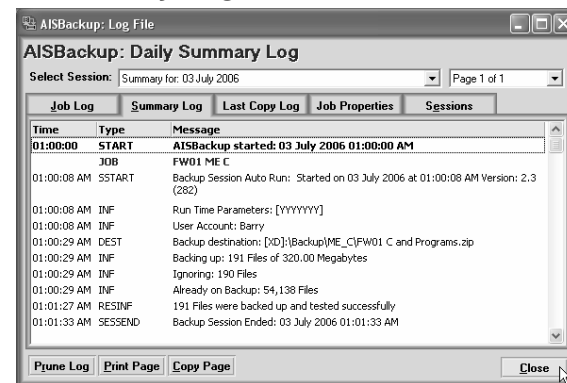 AISBackup: Log File
AISBackup: Daily Summary Log
Select Session: Summary for: 03 July 2006 Page 1 of 1
Job Log Summary Log Last Copy Log Job Properties Sessions
Time Type Message
01:00:00 START AISBackup started: 03 July 2006 01:00:00 AM
JOB FW01 ME C
01:00:08 AM SSTART Backup Session Auto Run: Started on 03 July 2006 at 01:00:08 AM Version: 2.3
(282)
01:00:08 AM INF Run Time Parameters: [YYYYYY]
01:00:08 AM INF User Account: Barry
01:00:29 AM DEST Backup destination: [XD]:\Backup\ME_C\FW01 C and Programs.zip
01:00:29 AM INF Backing up: 191 Files of 320.00 Megabytes
01:00:29 AM INF Ignoring: 190 Files
01:00:29 AM INF Already on Backup: 54,138 Files
01:01:27 AM RESINF 191 Files were backed up and tested successfully
01:01:33 AM SESSEND Backup Session Ended: 03 July 2006 01:01:33 AM
Prune Log Print Page Copy Page Close